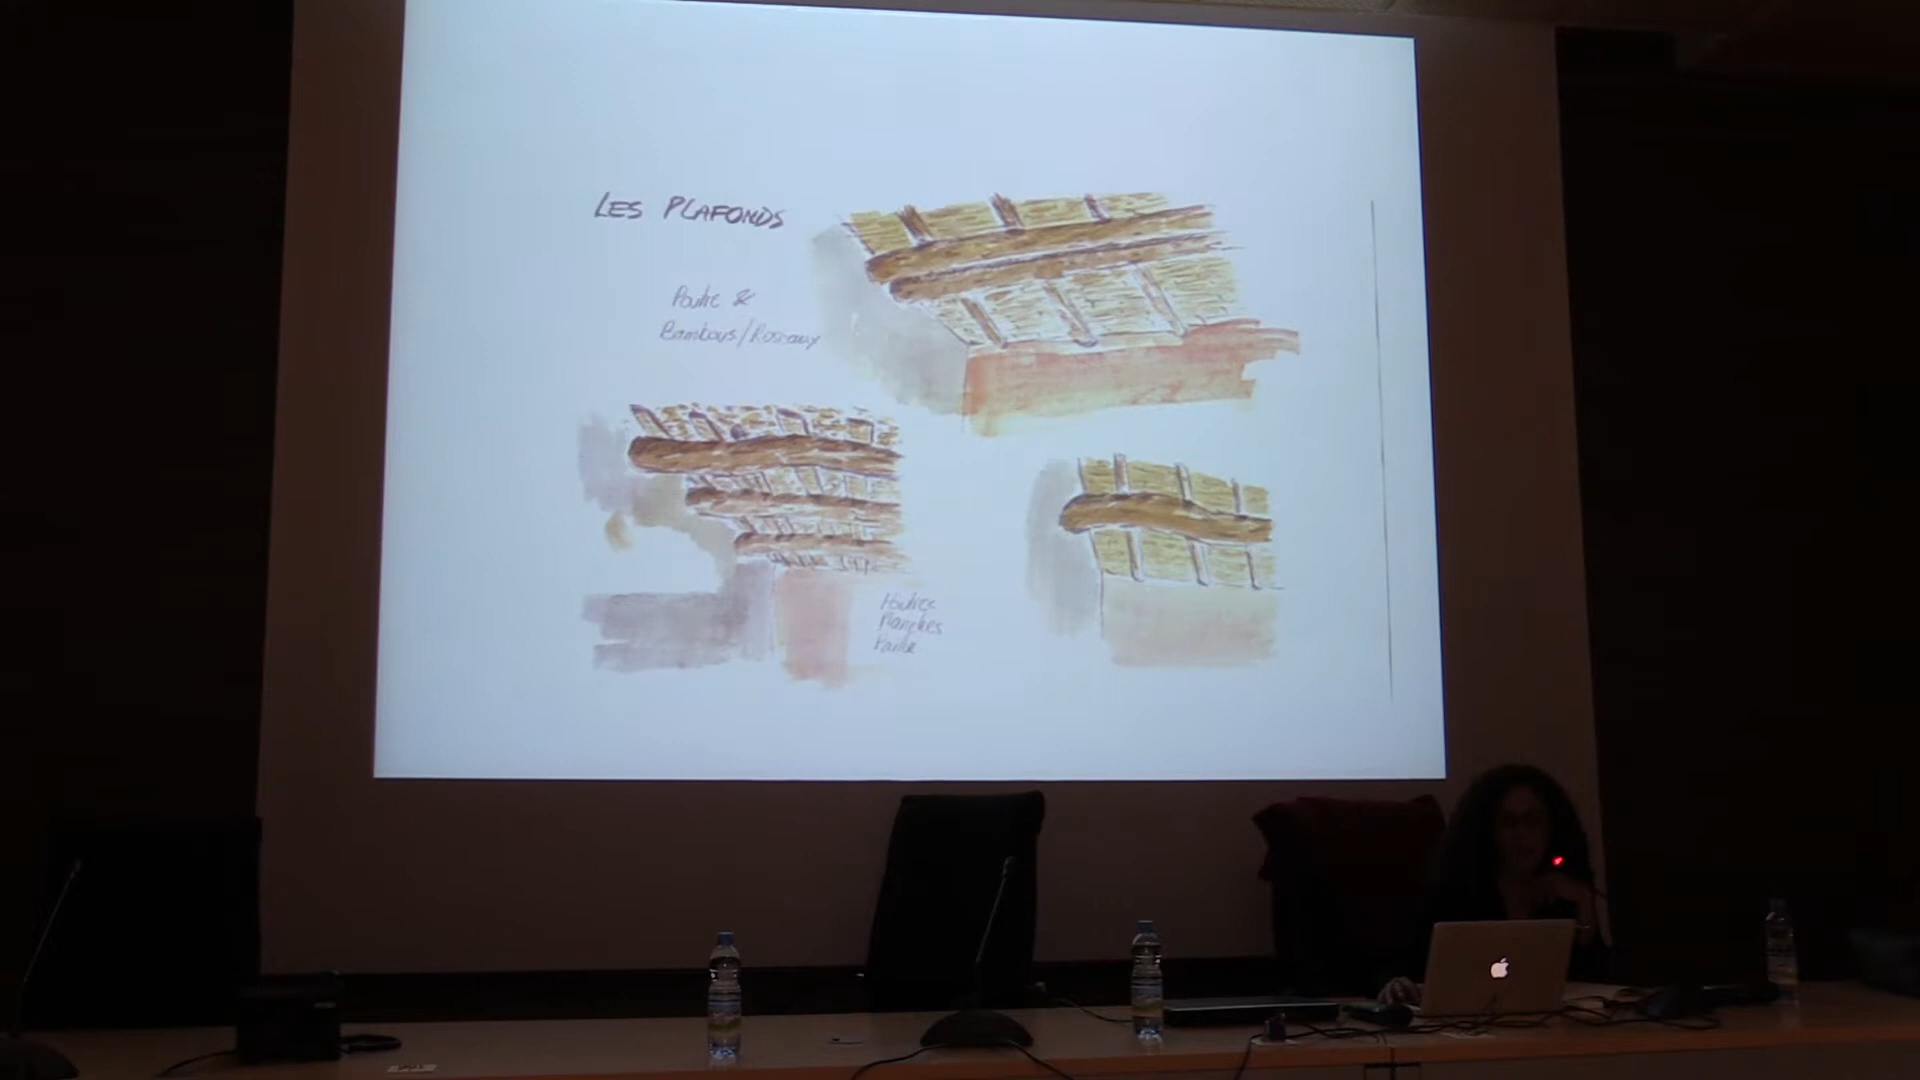 LES PLAFONDS
Poutre &
Bambous/Roseaux
Poutres
Planches
Paille